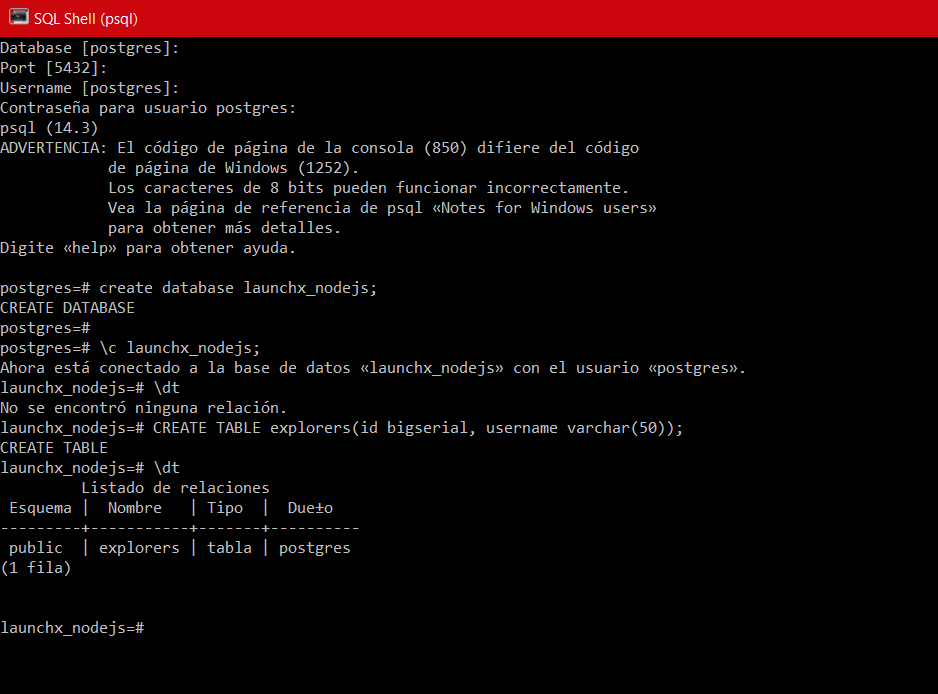 SQL Shell (psql)
Database [postgres]:
Port [5432]:
Username [postgres]:
Contraseña para usuario postgres:
psql (14.3)
ADVERTENCIA: El código de página de la consola (850) difiere del código
            de página de Windows (1252).
            Los caracteres de 8 bits pueden funcionar incorrectamente.
            Vea la página de referencia de psql «Notes for Windows users»
            para obtener más detalles.
Digite «help» para obtener ayuda.

postgres=# create database launchx_nodejs;
CREATE DATABASE
postgres=#
postgres=# \c launchx_nodejs;
Ahora está conectado a la base de datos «launchx_nodejs» con el usuario «postgres».
launchx_nodejs=# \dt
No se encontró ninguna relación.
launchx_nodejs=# CREATE TABLE explorers(id bigserial, username varchar(50));
CREATE TABLE
launchx_nodejs=# \dt
         Listado de relaciones
 Esquema |  Nombre   | Tipo  |  Due±o
---------+-----------+-------+----------
 public  | explorers | tabla | postgres
(1 fila)


launchx_nodejs=#